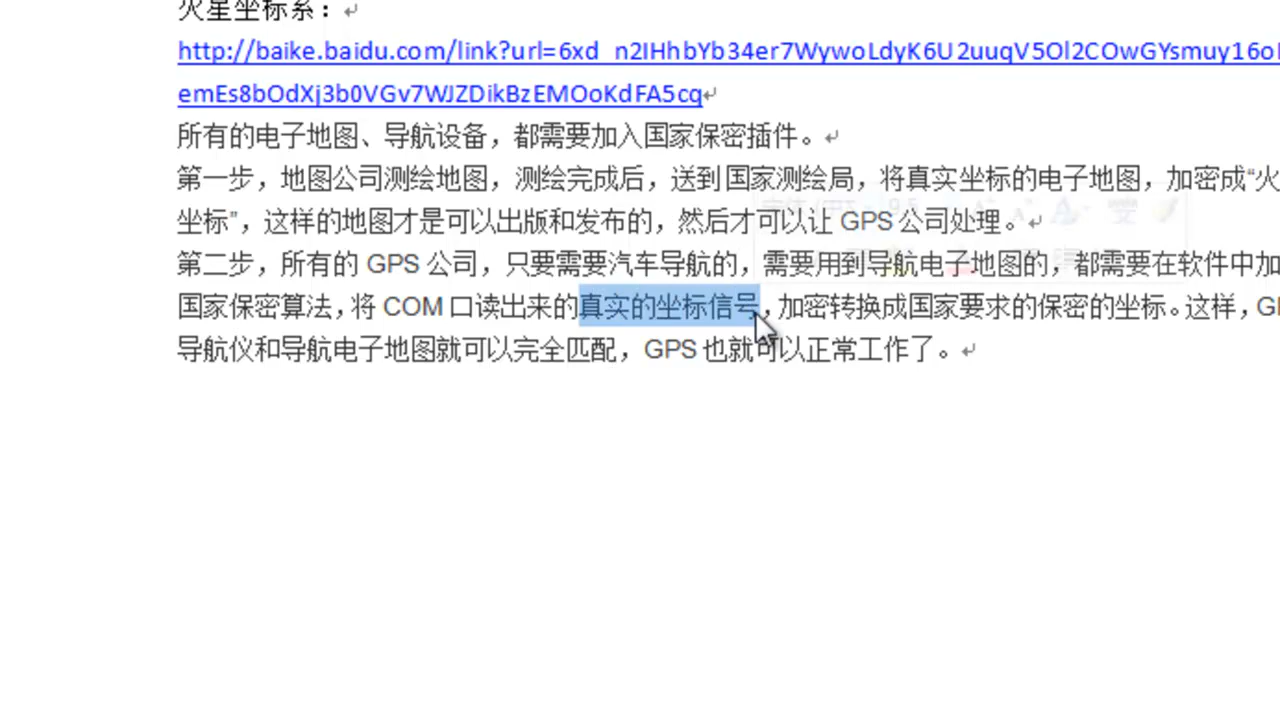 火星坐标系：
http://baike.baidu.com/link?url=6xd_n2IHhbYb34er7WywoLdyK6U2uuqV5Ol2COwGYsmuy16o
emEs8bOdXj3b0VGv7WJZDikBzEMOoKdFA5cq
所有的电子地图、导航设备，都需要加入国家保密插件。
第一步，地图公司测绘地图，测绘完成后，送到国家测绘局，将真实坐标的电子地图，加密成“火
坐标”，这样的地图才是可以出版和发布的，然后才可以让 GPS 公司处理。
第二步，所有的 GPS 公司，只要需要汽车导航的，需要用到导航电子地图的，都需要在软件中加
国家保密算法，将 COM 口读出来的真实的坐标信号，加密转换成国家要求的保密的坐标。这样，
导航仪和导航电子地图就可以完全匹配，GPS 也就可以正常工作了。